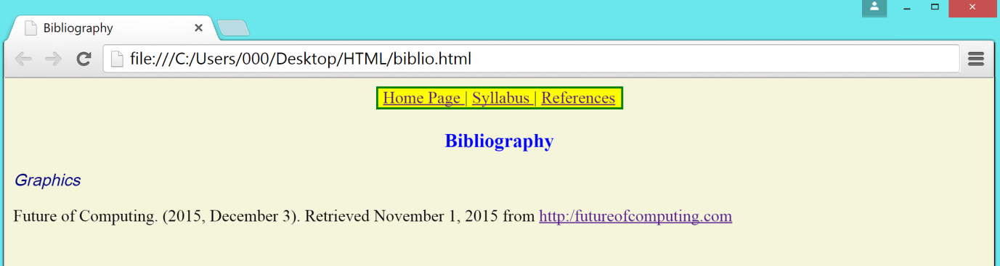 Bibliography
file:///C:/Users/000/Desktop/HTML/biblio.html
Home Page | Syllabus | References
Bibliography
Graphics
Future of Computing. (2015, December 3). Retrieved November 1, 2015 from http:/futureofcomputing.com